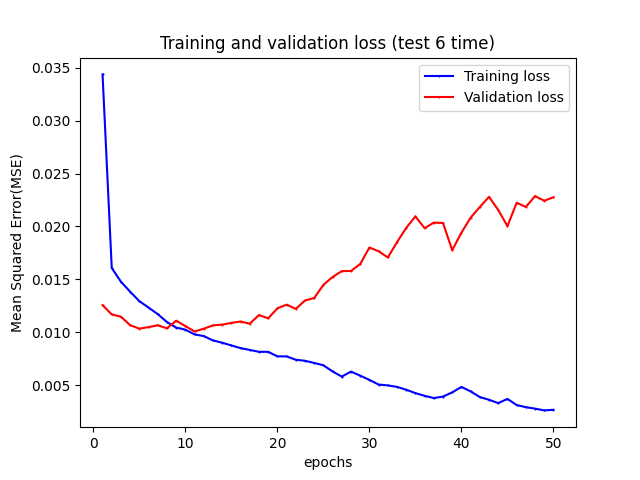 Training and validation loss (test 6 time)
Training loss
Validation loss
Mean Squared Error(MSE)
0.035
0.030
0.025
0.020
0.015
0.010
0.005
0 10 20 30 40 50
epochs